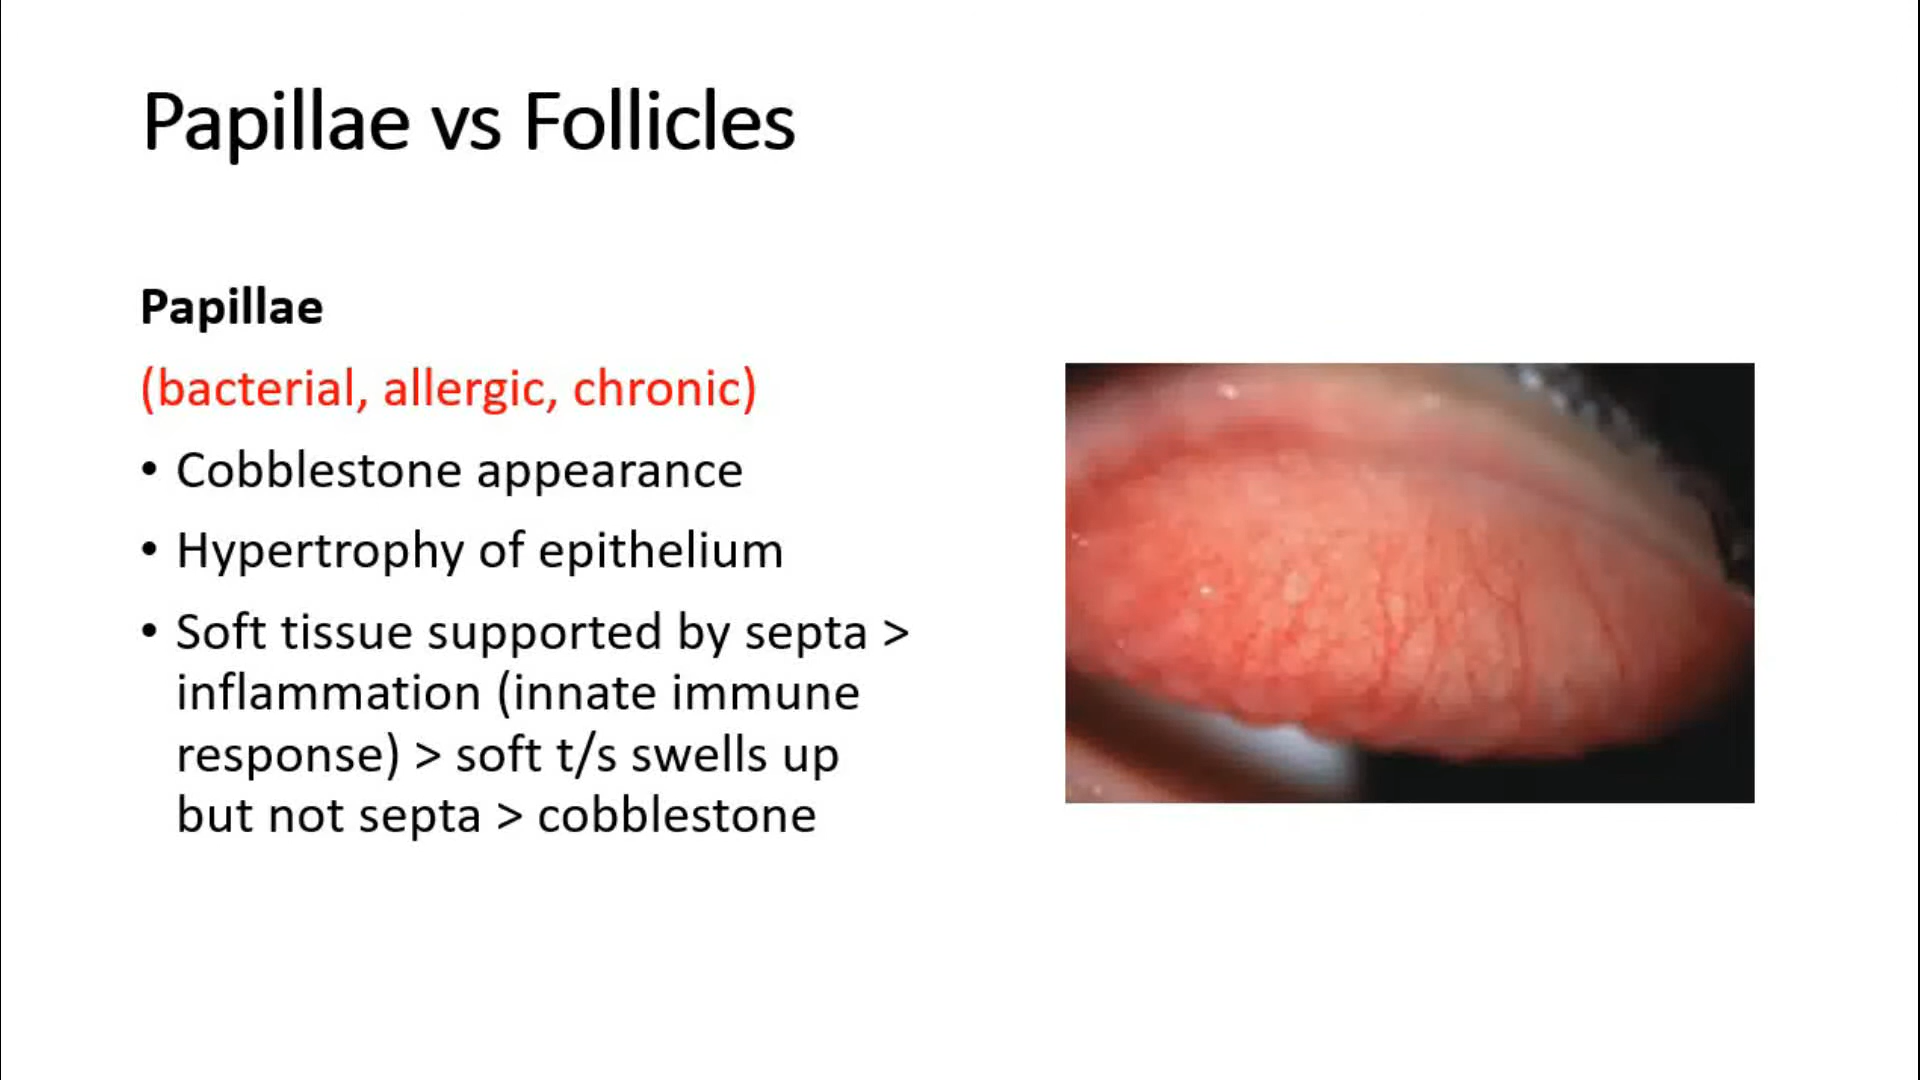 Papillae vs Follicles
Papillae
(bacterial, allergic, chronic)
• Cobblestone appearance
• Hypertrophy of epithelium
• Soft tissue supported by septa >
inflammation (innate immune
response) > soft t/s swells up
but not septa > cobblestone